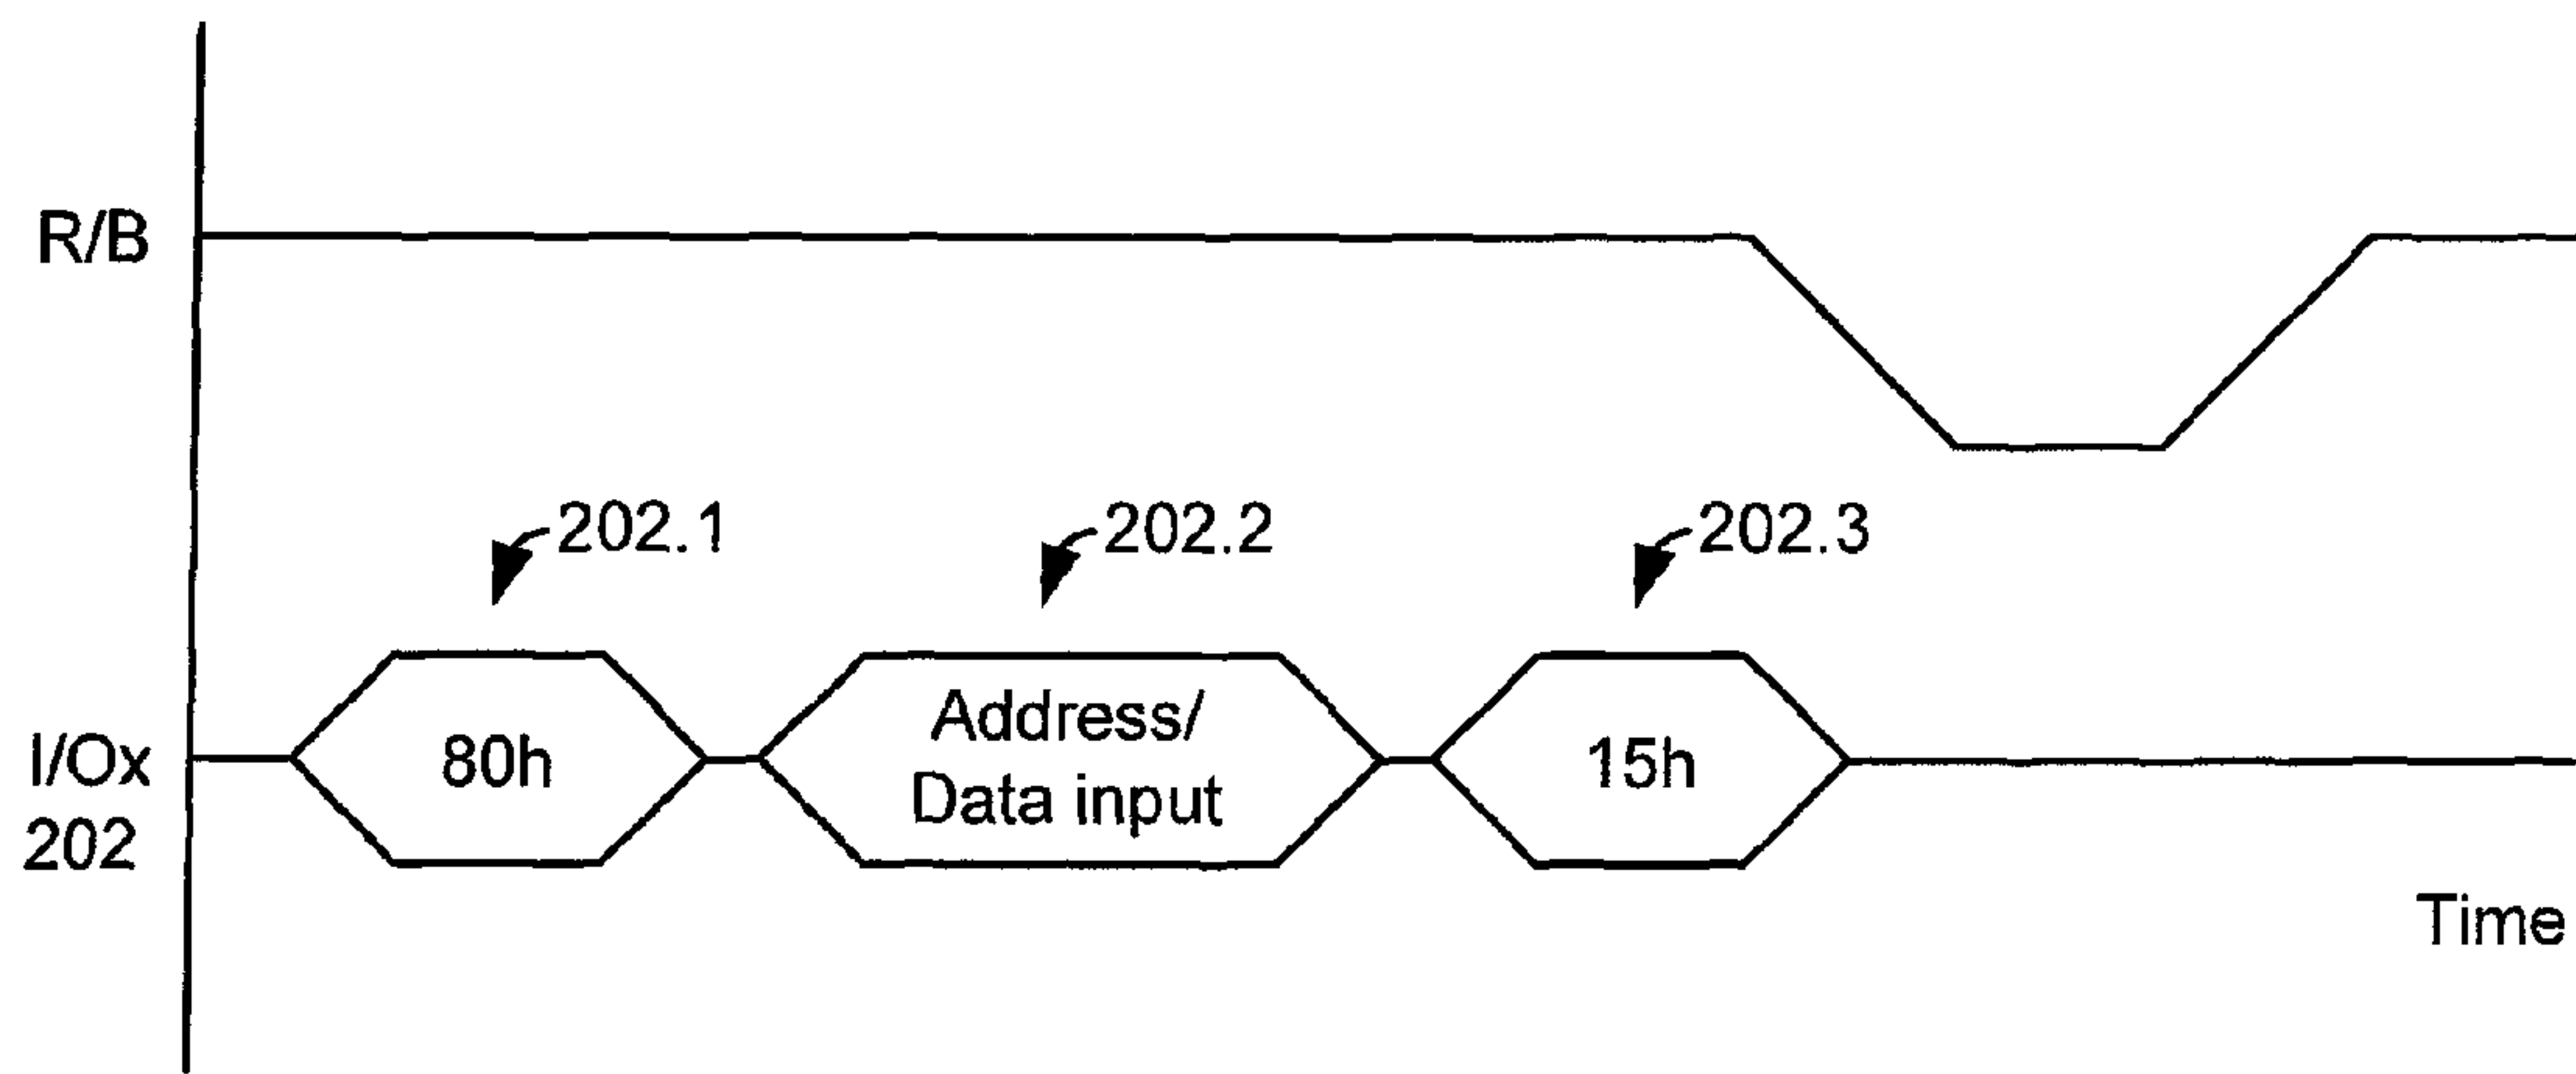 R/B
202.1
202.2
202.3
I/Ox
202
80h
Address/
Data input
15h
Time